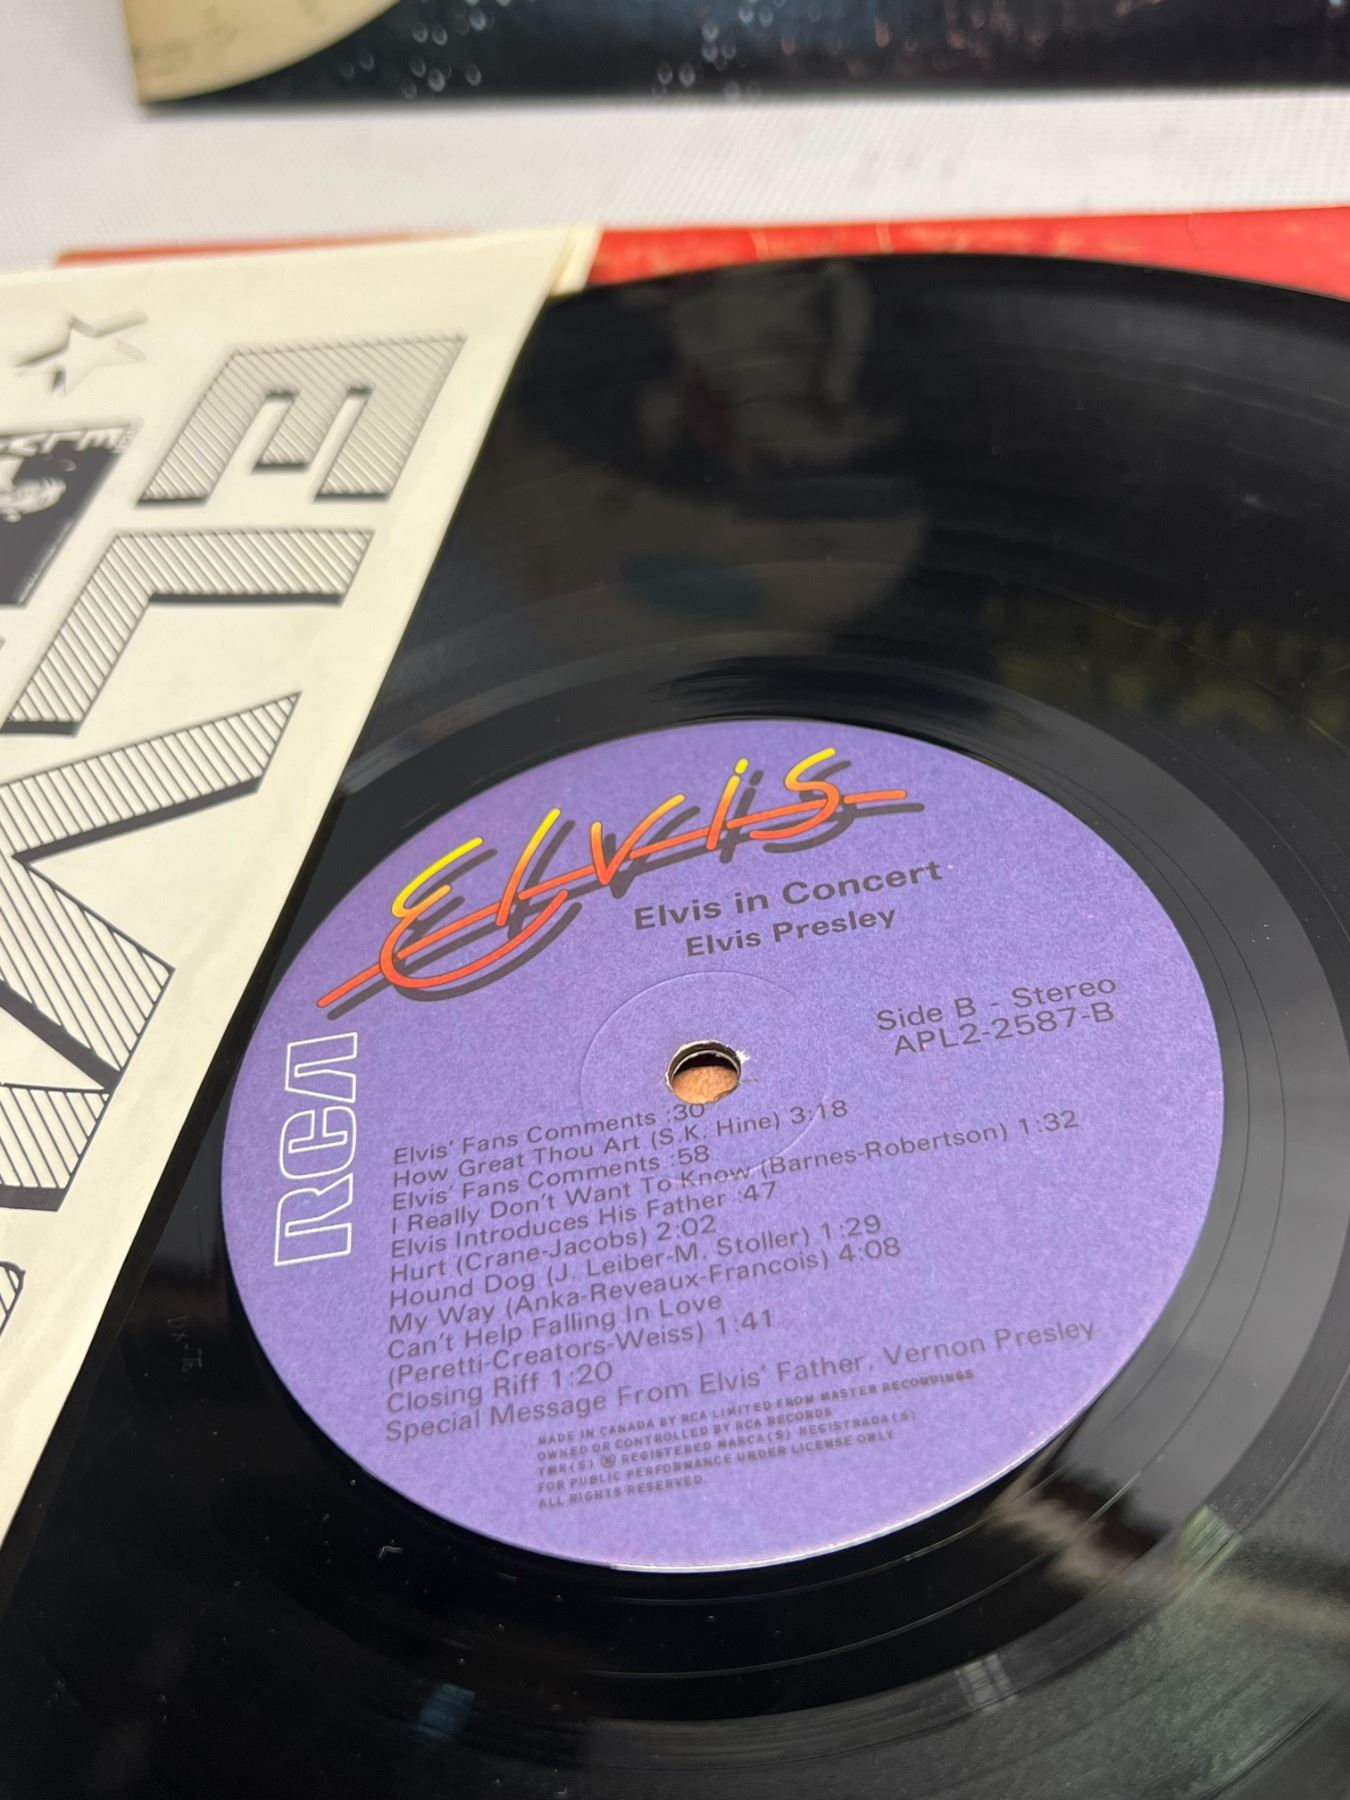 ELVIS
Elvis
Elvis in Concert
Elvis Presley
Side B - Stereo
APL2-2587-B
RCA
Elvis' Fans Comments :30
How Great Thou Art (S.K. Hine) 3:18
Elvis' Fans Comments :58
I Really Don't Want To Know (Barnes-Robertson) 1:32
Elvis Introduces His Father :47
Hurt (Crane-Jacobs) 2:02
Hound Dog (J. Leiber-M. Stoller) 1:29
My Way (Anka-Reveaux-Francois) 4:08
Can't Help Falling In Love
(Peretti-Creators-Weiss) 1:41
Closing Riff 1:20
Special Message From Elvis' Father, Vernon Presley
MADE IN CANADA BY RCA LIMITED FROM MASTER RECORDINGS
OWNED OR CONTROLLED BY RCA RECORDS
TMK(S) ® REGISTERED MARCA(S) REGISTRADA(S)
FOR PUBLIC PERFORMANCE UNDER LICENSE ONLY
ALL RIGHTS RESERVED.